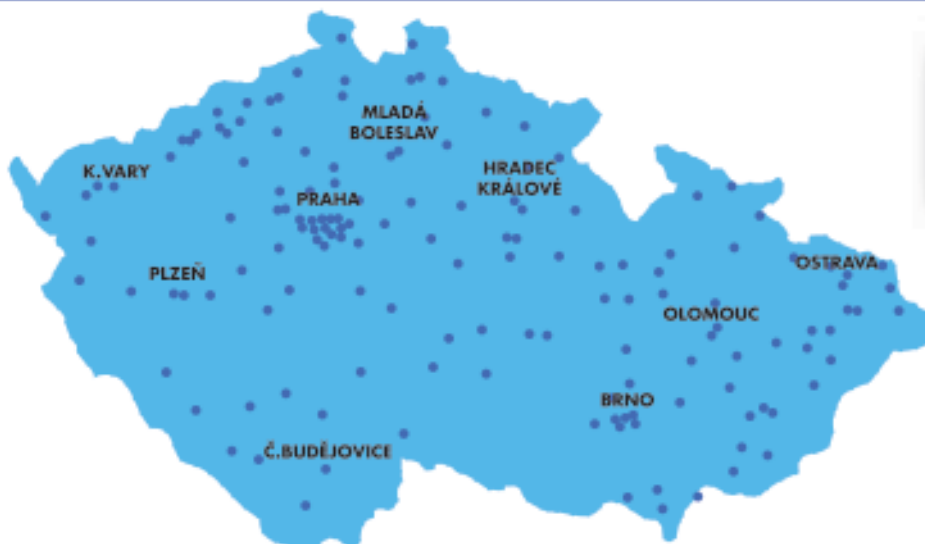 MLADÁ
BOLESLAV
K.VARY
HRADEC
KRÁLOVÉ
PRAHA
PLZEŇ
OSTRAVA
OLOMOUC
BRNO
Č.BUDĚJOVICE